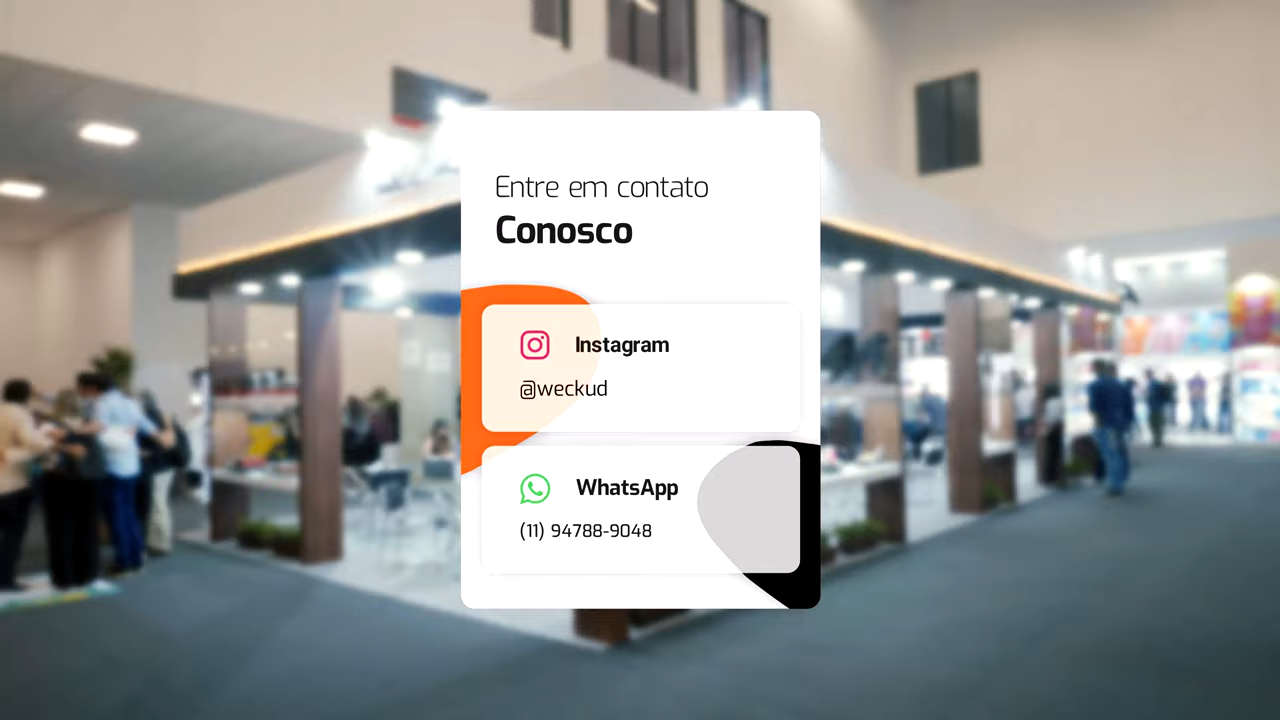 Entre em contato
Conosco
Instagram
@weckud
WhatsApp
(11) 94788-9048